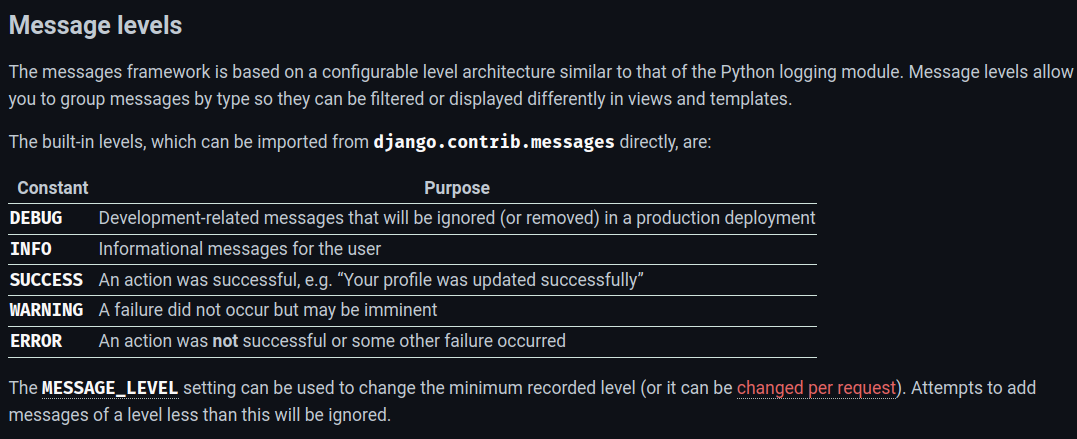 Message levels
The messages framework is based on a configurable level architecture similar to that of the Python logging module. Message levels allow
you to group messages by type so they can be filtered or displayed differently in views and templates.
The built-in levels, which can be imported from django.contrib.messages directly, are:
Constant Purpose
DEBUG Development-related messages that will be ignored (or removed) in a production deployment
INFO Informational messages for the user
SUCCESS An action was successful, e.g. “Your profile was updated successfully”
WARNING A failure did not occur but may be imminent
ERROR An action was not successful or some other failure occurred
The MESSAGE_LEVEL setting can be used to change the minimum recorded level (or it can be changed per request). Attempts to add
messages of a level less than this will be ignored.